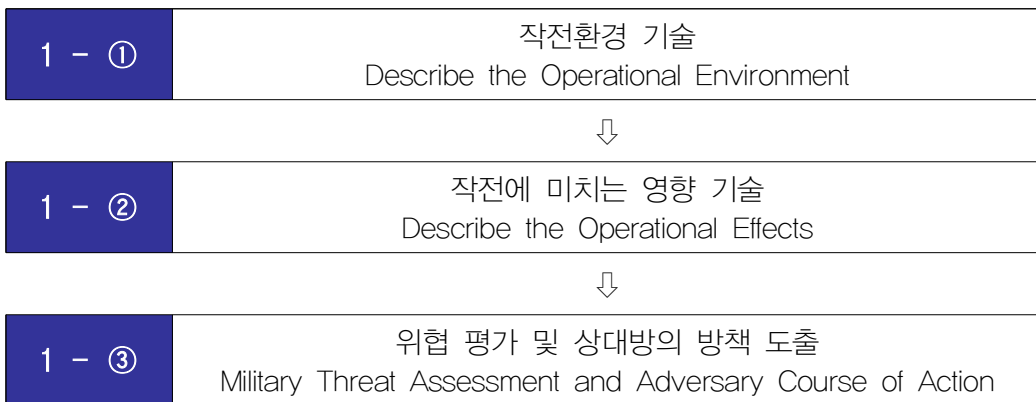 1 - ①
작전환경 기술
Describe the Operational Environment
⇩
1 - ②
작전에 미치는 영향 기술
Describe the Operational Effects
⇩
1 - ③
위협 평가 및 상대방의 방책 도출
Military Threat Assessment and Adversary Course of Action